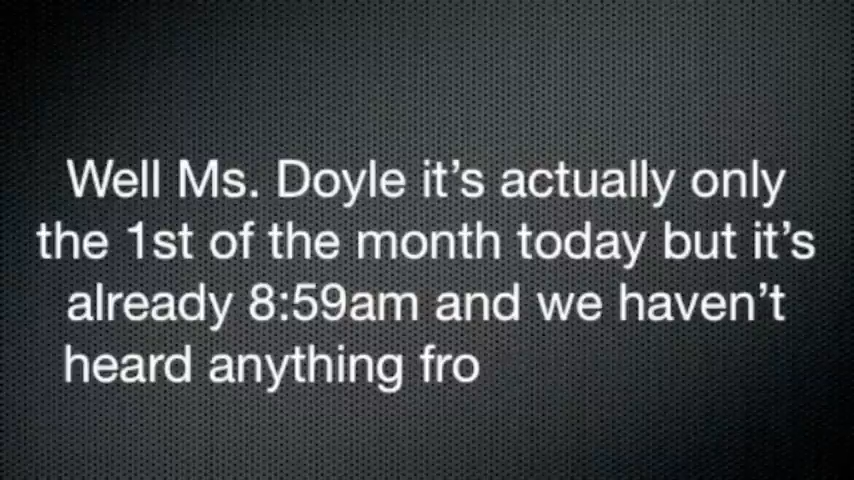 Well Ms. Doyle it’s actually only
the 1st of the month today but it’s
already 8:59am and we haven’t
heard anything fro